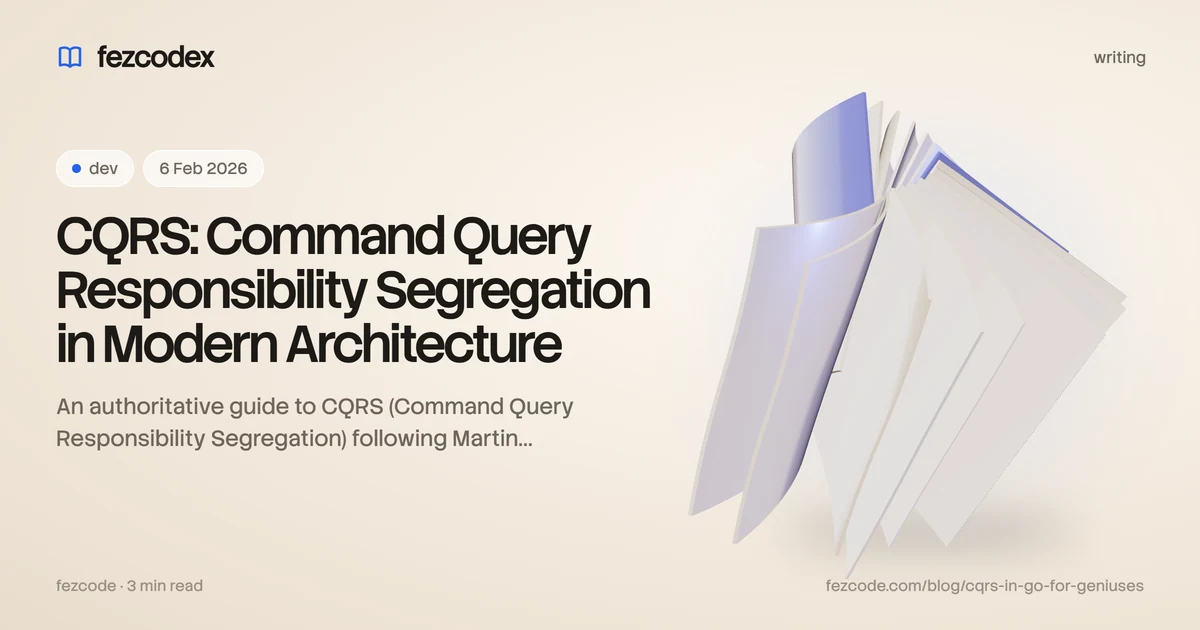 fezcodex
writing
dev
6 Feb 2026
CQRS: Command Query
Responsibility Segregation
in Modern Architecture
An authoritative guide to CQRS (Command Query
Responsibility Segregation) following Martin...
fezcode · 3 min read
fezcode.com/blog/cqrs-in-go-for-geniuses